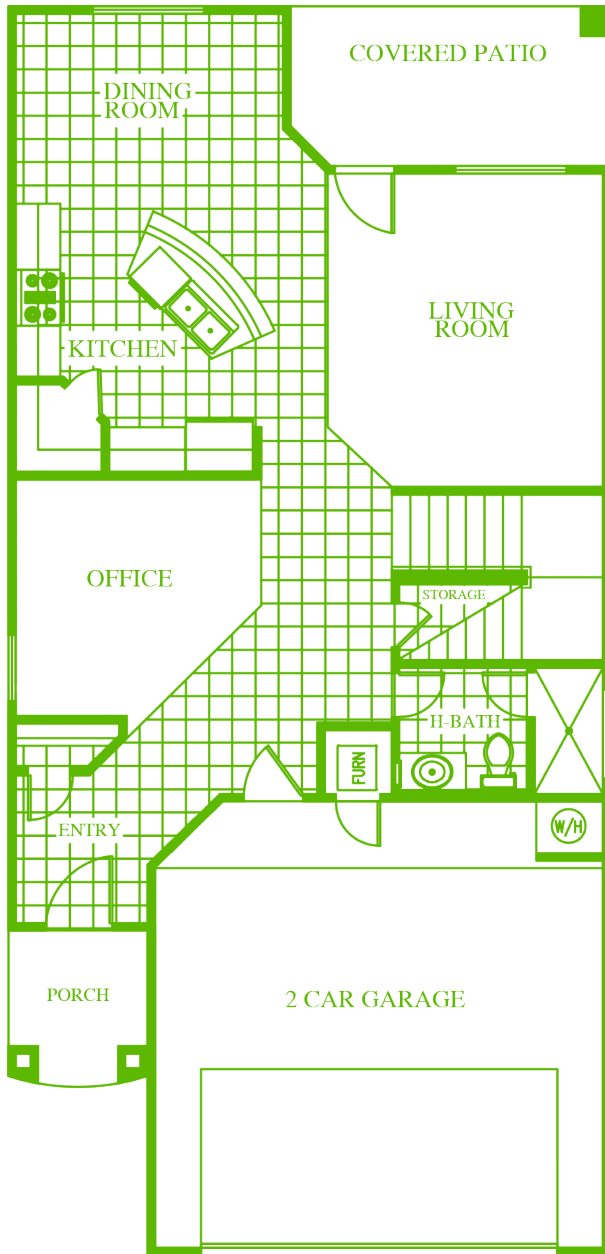 COVERED PATIO
DINING
ROOM
LIVING
ROOM
KITCHEN
OFFICE
STORAGE
H-BATH
FURN
ENTRY
W/H
PORCH
2 CAR GARAGE